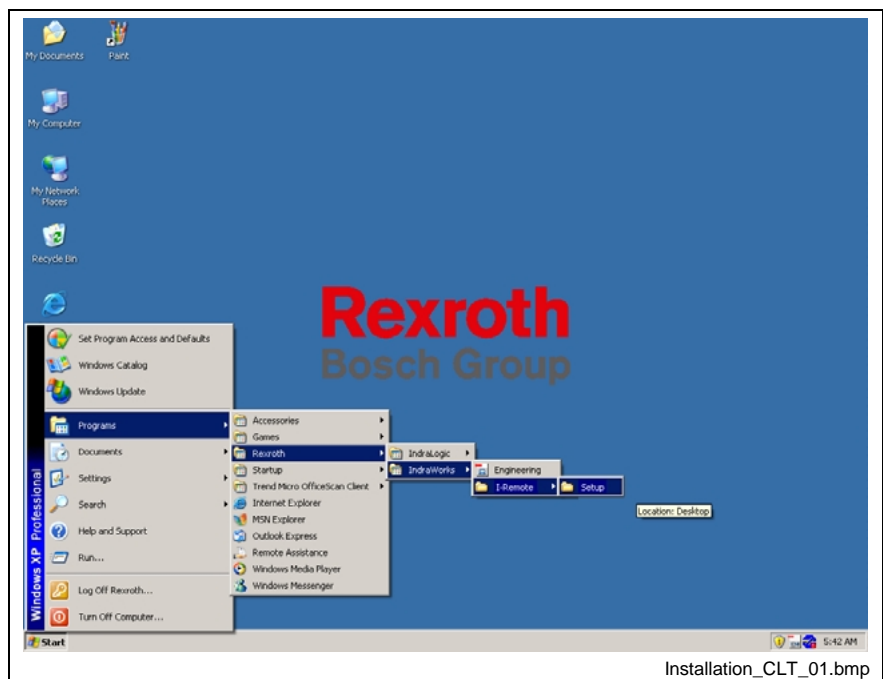 My Documents
Paint
My Computer
My Network
Places
Recycle Bin
Rexroth
Bosch Group
Windows XP Professional
Set Program Access and Defaults
Windows Catalog
Windows Update
Programs
Documents
Settings
Search
Help and Support
Run...
Log Off Rexroth...
Turn Off Computer...
Accessories
Games
Rexroth
Startup
Trend Micro OfficeScan Client
Internet Explorer
MSN Explorer
Outlook Express
Remote Assistance
Windows Media Player
Windows Messenger
IndraLogic
IndraWorks
Engineering
I-Remote
Setup
Location: Desktop
Start
5:42 AM
Installation_CLT_01.bmp